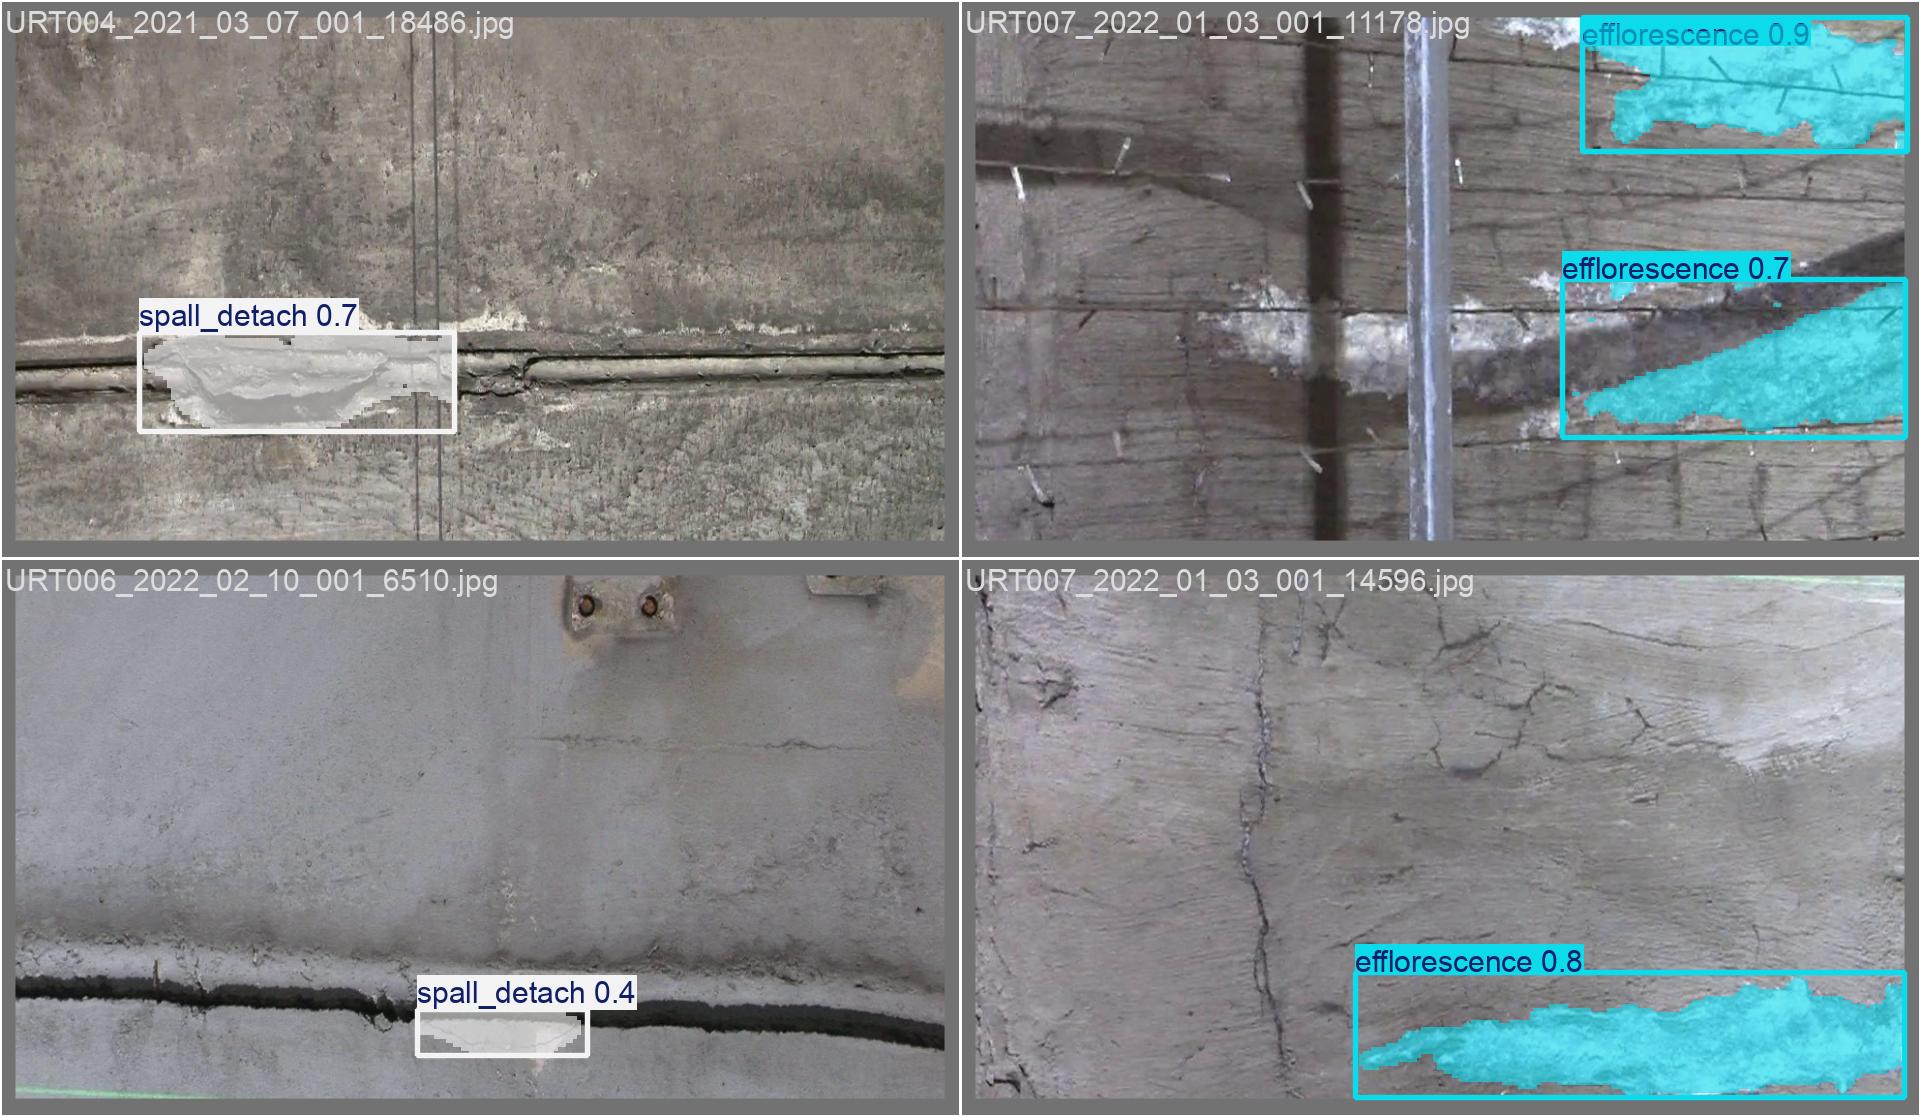 URT004_2021_03_07_001_18486.jpg
spall_detach 0.7
URT007_2022_01_03_001_11178.jpg
efflorescence 0.9
efflorescence 0.7
URT006_2022_02_10_001_6510.jpg
spall_detach 0.4
URT007_2022_01_03_001_14596.jpg
efflorescence 0.8